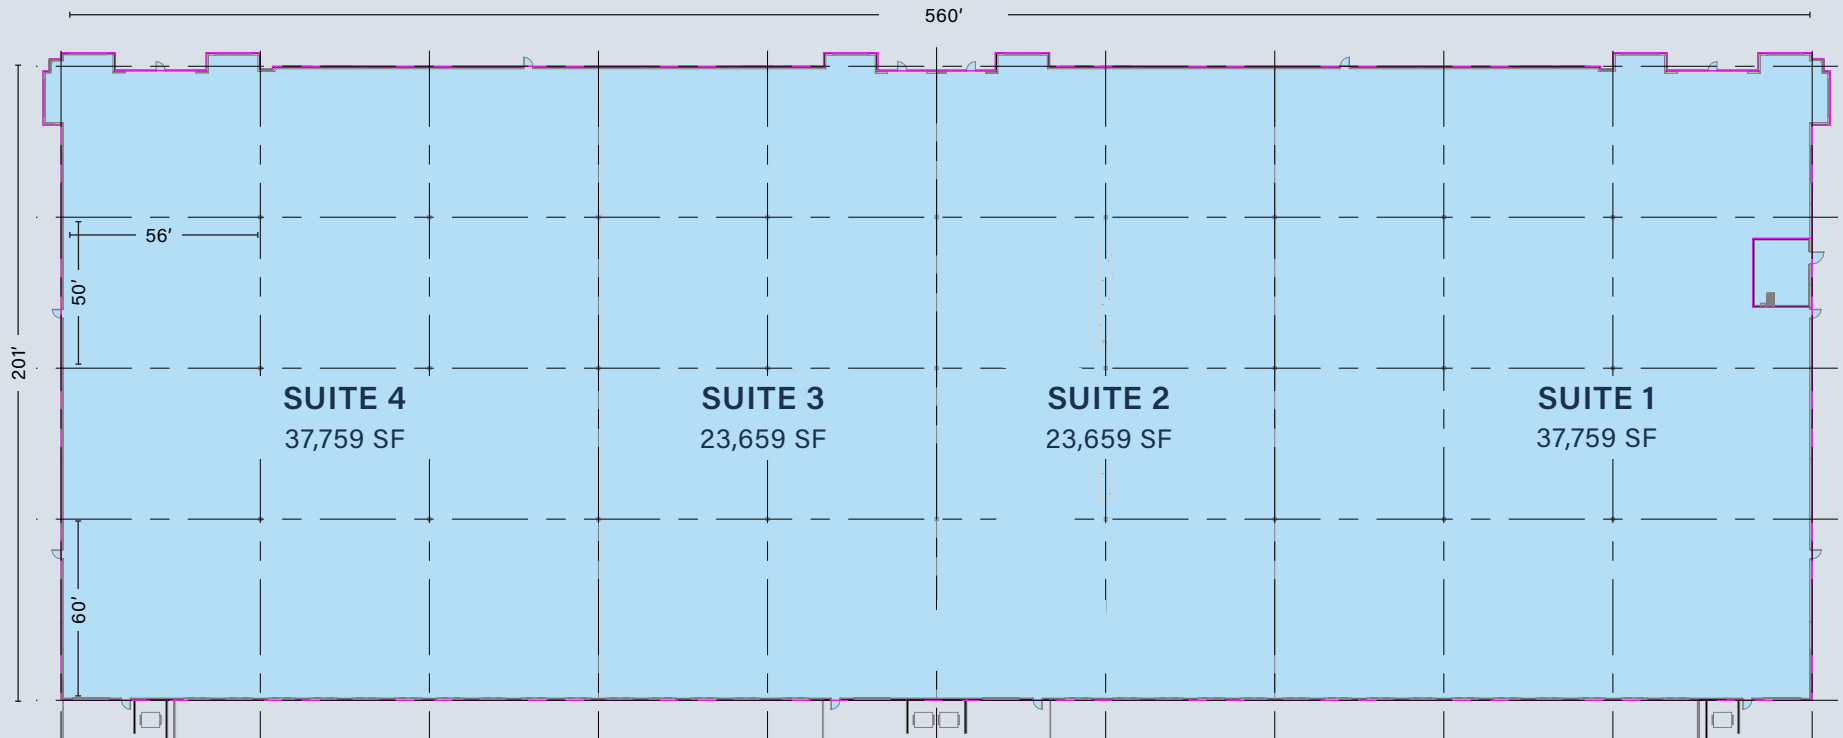 560’
56’
50’
201’
60’
SUITE 4
37,759 SF
SUITE 3
23,659 SF
SUITE 2
23,659 SF
SUITE 1
37,759 SF